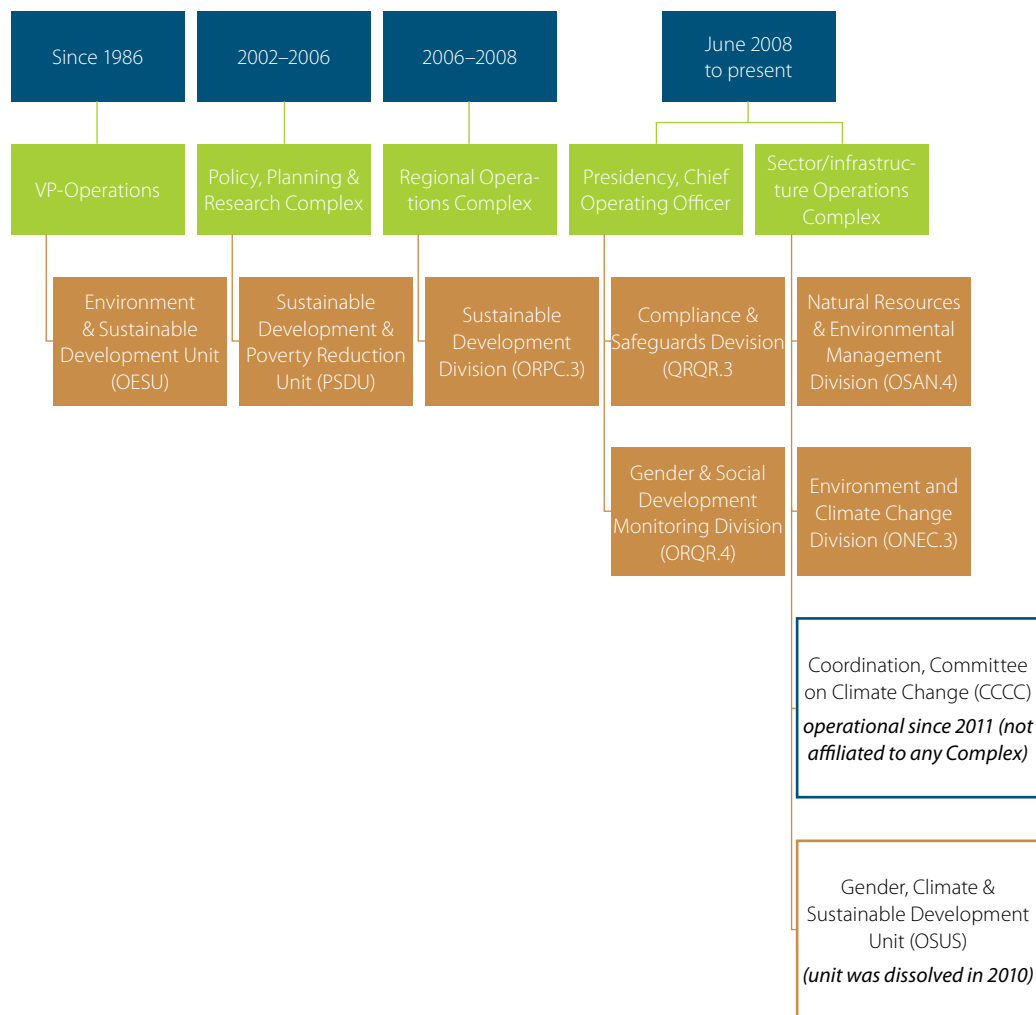 Since 1986
2002–2006
2006–2008
June 2008
to present
VP-Operations
Policy, Planning &
Research Complex
Regional Opera-
tions Complex
Presidency, Chief
Operating Officer
Sector/infrastruc-
ture Operations
Complex
Environment
& Sustainable
Development Unit
(OESU)
Sustainable
Development &
Poverty Reduction
Unit (PSDU)
Sustainable
Development
Division (ORPC.3)
Compliance &
Safeguards Devision
(QRQR.3
Natural Resources
& Environmental
Management
Division (OSAN.4)
Gender & Social
Development
Monitoring Division
(ORQR.4)
Environment and
Climate Change
Division (ONEC.3)
Coordination, Committee
on Climate Change (CCCC)
operational since 2011 (not
affiliated to any Complex)
Gender, Climate &
Sustainable Development
Unit (OSUS)
(unit was dissolved in 2010)